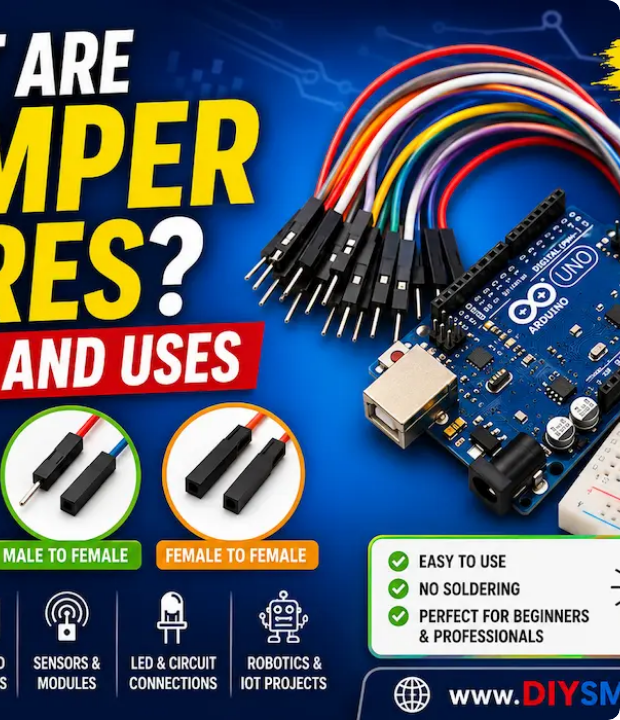 ARE
MPER
RES?
AND USES
DIGITAL (PWM~)
UNO
ARDUINO
MALE TO FEMALE
FEMALE TO FEMALE
EASY TO USE
NO SOLDERING
PERFECT FOR BEGINNERS
& PROFESSIONALS
SENSORS &
MODULES
LED & CIRCUIT
CONNECTIONS
ROBOTICS &
IOT PROJECTS
www.DIYSM